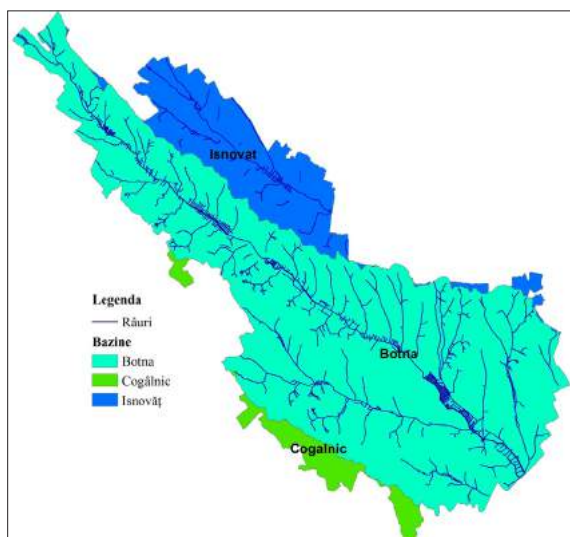 Isnovat
Legenda
Râuri
Bazine
Botna
Cogâlnic
Isnovăț
Botna
Cogalnic